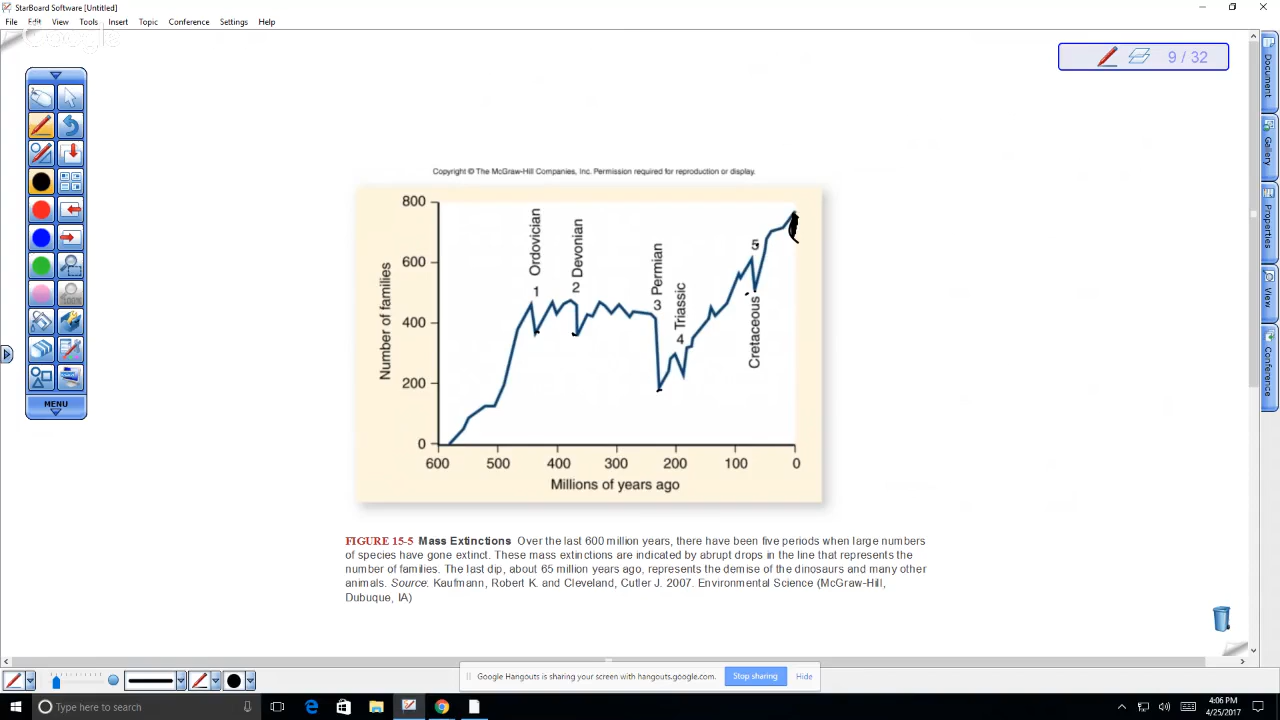 StarBoard Software [Untitled]
File Edit View Tools Insert Topic Conference Settings Help
Google
9 / 32
Document
Gallery
Properties
View
Conference
MENU
Copyright © The McGraw-Hill Companies, Inc. Permission required for reproduction or display.
800
600
400
200
0
Number of families
Ordovician
1
Devonian
2
Permian
3
Triassic
4
5
Cretaceous
600 500 400 300 200 100 0
Millions of years ago
FIGURE 15-5 Mass Extinctions Over the last 600 million years, there have been five periods when large numbers
of species have gone extinct. These mass extinctions are indicated by abrupt drops in the line that represents the
number of families. The last dip, about 65 million years ago, represents the demise of the dinosaurs and many other
animals. Source: Kaufmann, Robert K. and Cleveland, Cutler J. 2007. Environmental Science (McGraw-Hill,
Dubuque, IA)
Google Hangouts is sharing your screen with hangouts.google.com. Stop sharing Hide
Type here to search
4:06 PM
4/25/2017